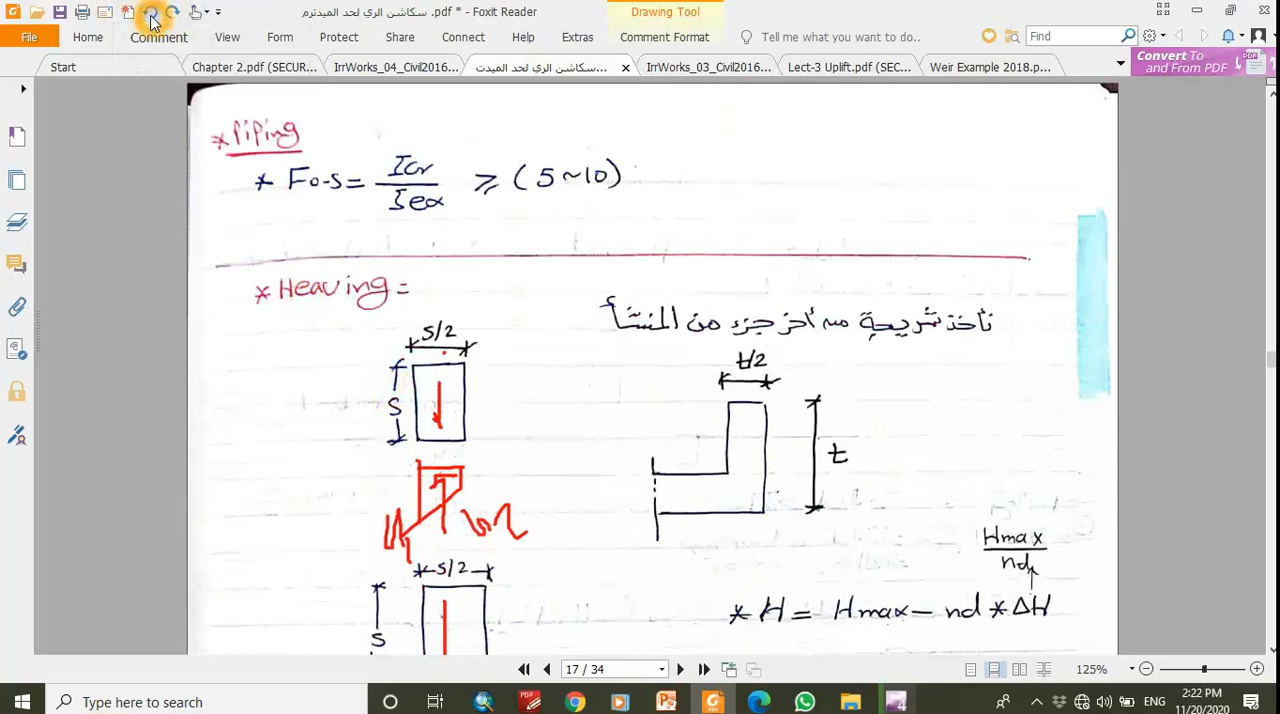 سكاشن الري لحد الميدترم. pdf * - Foxit Reader
Drawing Tool
File
Home
Comment
View
Form
Protect
Share
Connect
Help
Extras
Comment Format
Tell me what you want to do..
Find
Start
Chapter 2.pdf (SECUR...
IrrWorks_04_Civil2016...
سكاشن الري لحد الميدت...
IrrWorks_03_Civil2016...
Lect-3 Uplift.pdf (SEC...
Weir Example 2018.p...
Convert To
and From PDF
* Piping
* F.o.S = Icr / Iex ≥ (5 ~ 10)
* Heaving =
نأخذ شريحة من أخر جزء من المنشأ
S/2
t/2
S
t
S/2
Hmax
nd
* H = Hmax - nd * ΔH
S
17 / 34
125%
Type here to search
ENG
2:22 PM
11/20/2020